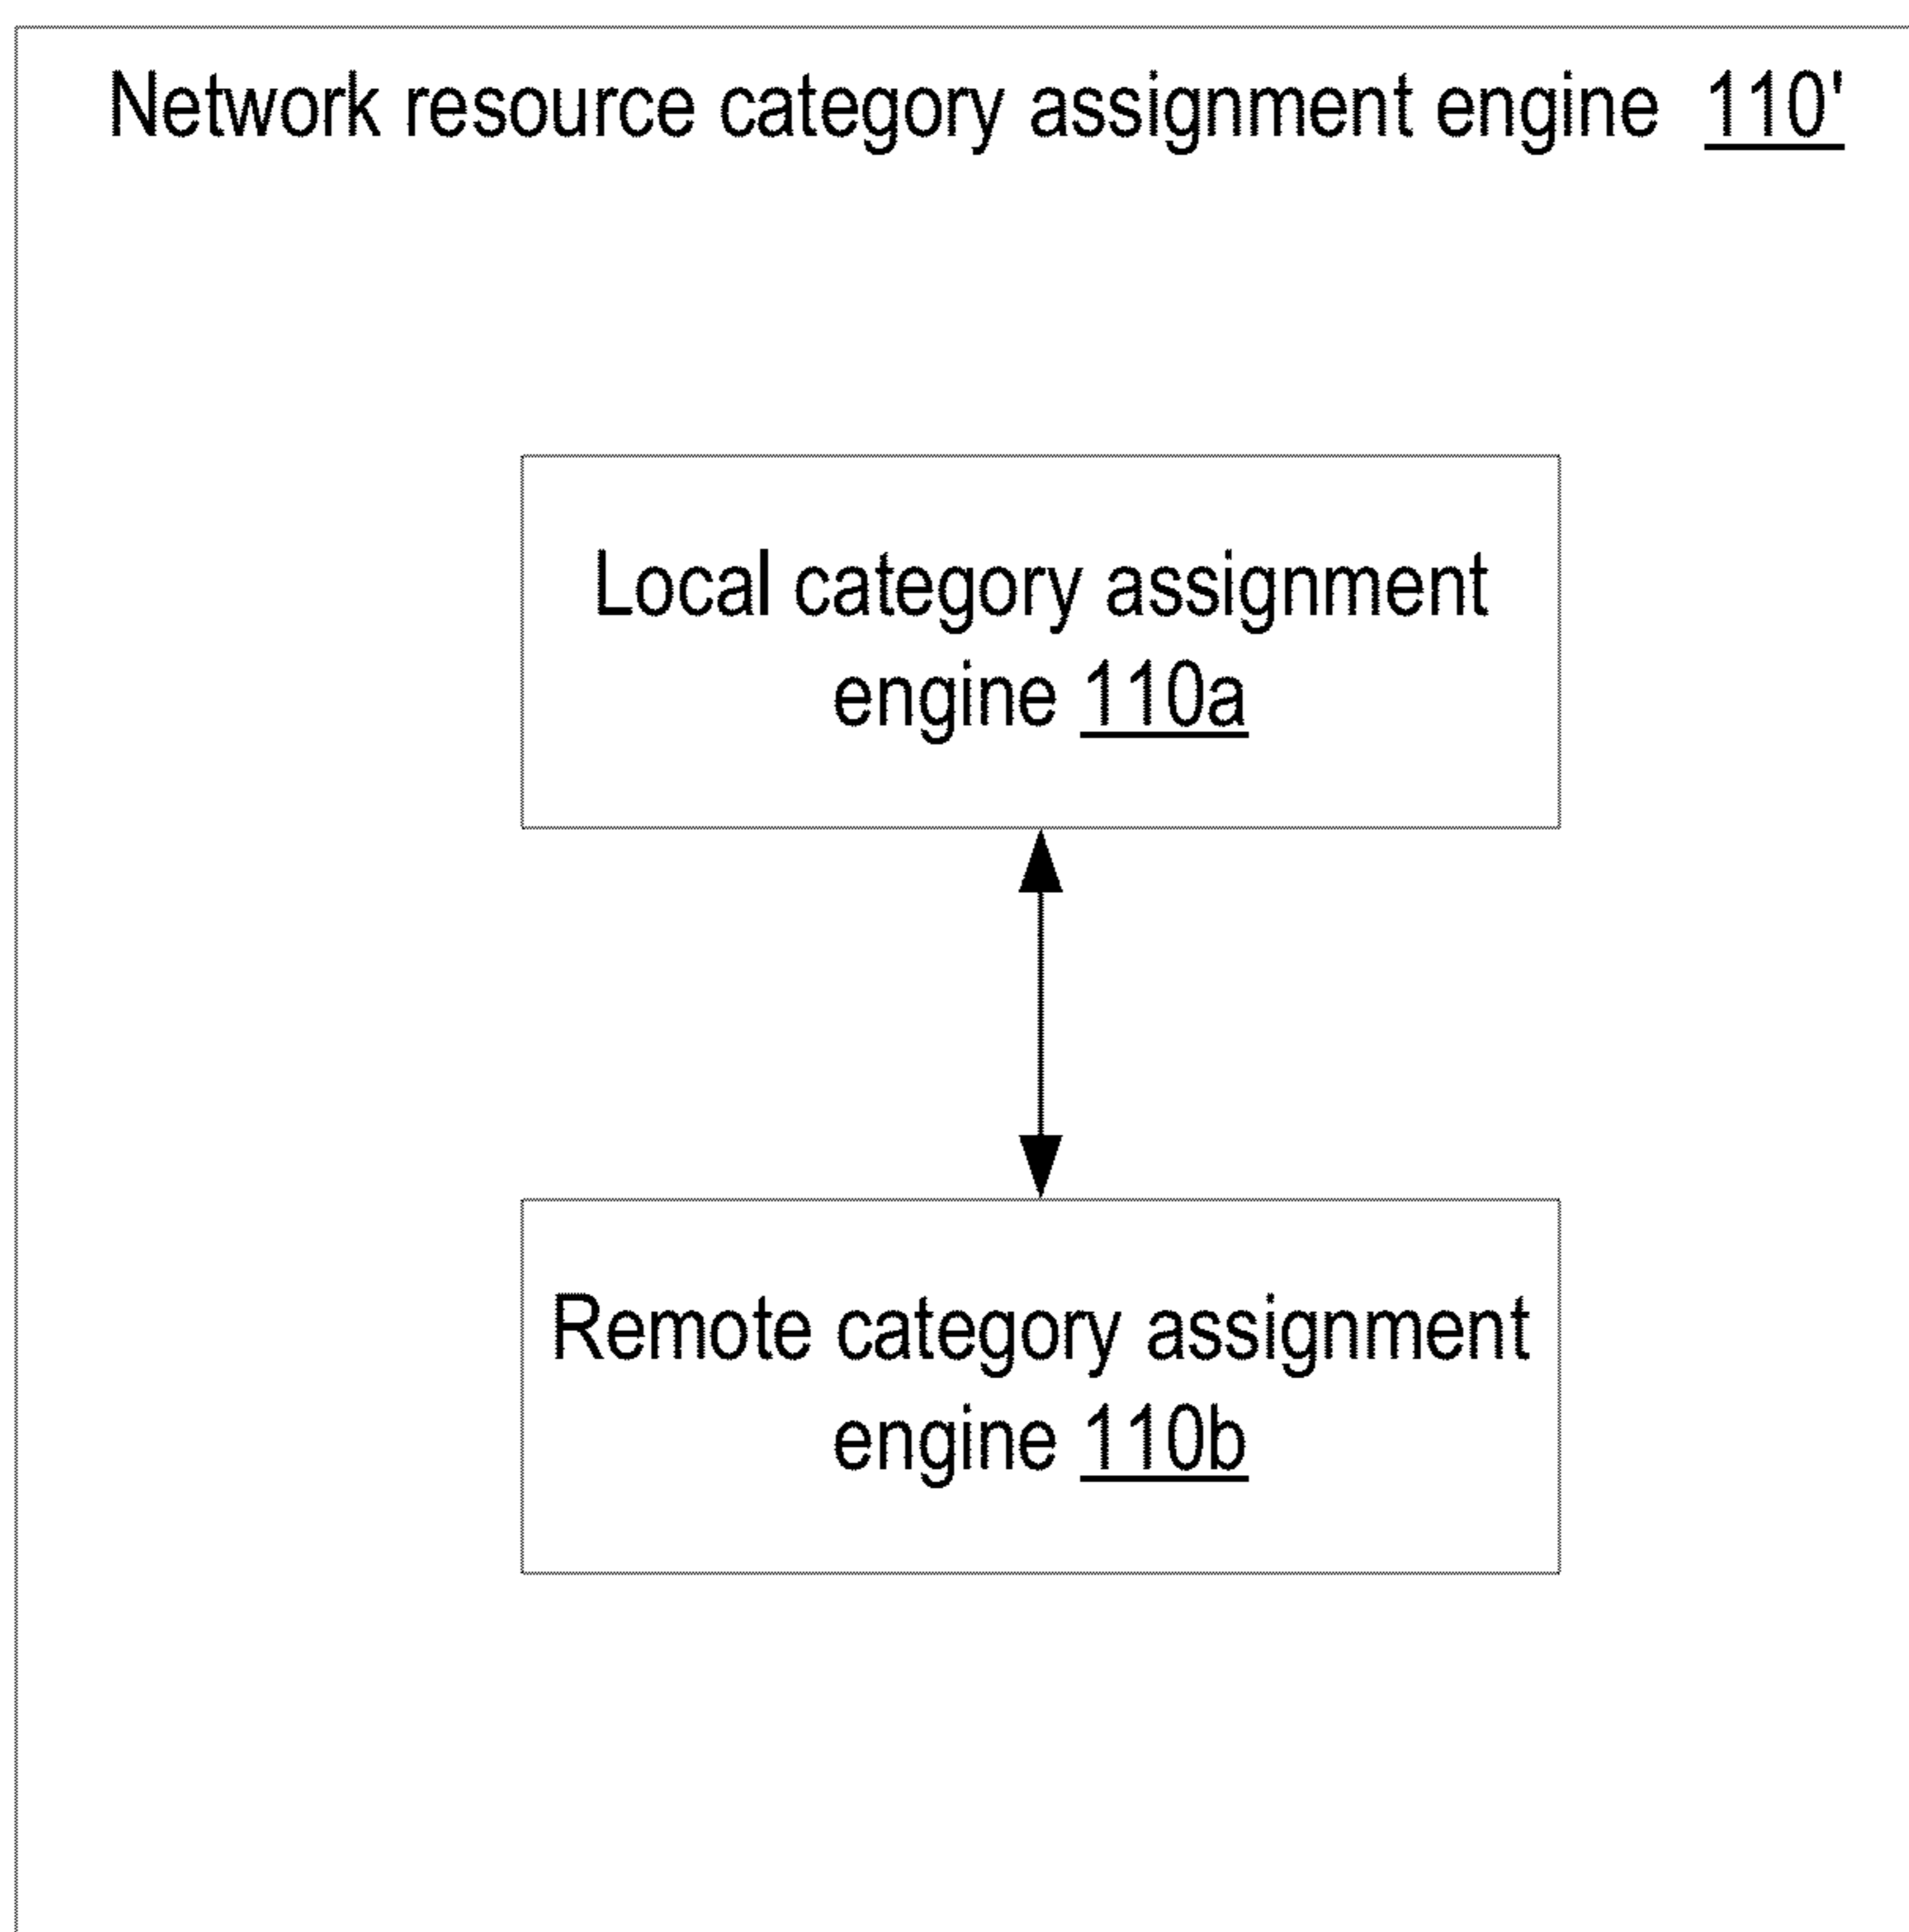 Network resource category assignment engine 110'
Local category assignment
engine 110a
Remote category assignment
engine 110b